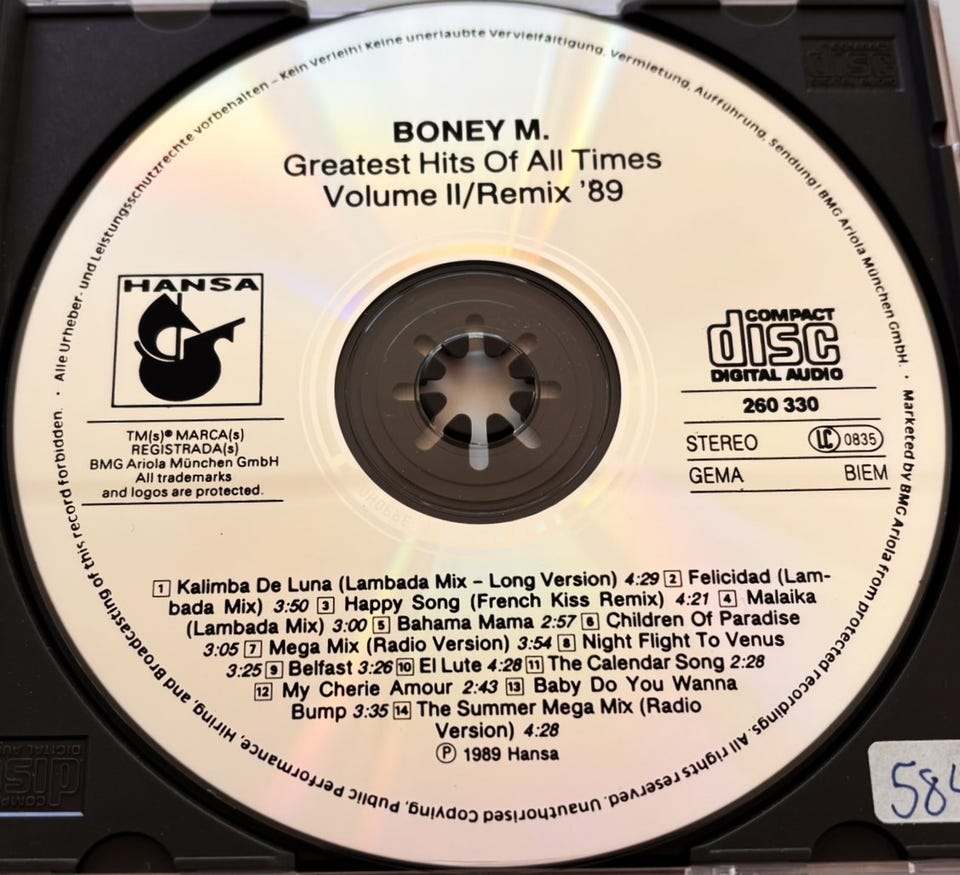 BONEY M.
Greatest Hits Of All Times
Volume II/Remix '89
HANSA
TM(s)® MARCA(s)
REGISTRADA(s)
BMG Ariola München GmbH
All trademarks
and logos are protected.
COMPACT
disc
DIGITAL AUDIO
260 330
STEREO LC 0835
GEMA BIEM
1 Kalimba De Luna (Lambada Mix – Long Version) 4:29 2 Felicidad (Lam-
bada Mix) 3:50 3 Happy Song (French Kiss Remix) 4:21 4 Malaika
(Lambada Mix) 3:00 5 Bahama Mama 2:57 6 Children Of Paradise
3:05 7 Mega Mix (Radio Version) 3:54 8 Night Flight To Venus
3:25 9 Belfast 3:26 10 El Lute 4:28 11 The Calendar Song 2:28
12 My Cherie Amour 2:43 13 Baby Do You Wanna
Bump 3:35 14 The Summer Mega Mix (Radio
Version) 4:28
℗ 1989 Hansa
· Alle Urheber- und Leistungsschutzrechte vorbehalten – Kein Verleih! Keine unerlaubte Vervielfältigung, Vermietung, Aufführung, Sendung! BMG Ariola München GmbH. · Marketed by BMG Ariola from protected recordings. All rights reserved. Unauthorised Copying, Public Performance, Hiring, and Broadcasting of this record forbidden.
COMPACT
disc
COMPACT
disc
DIGITAL AUDIO
584